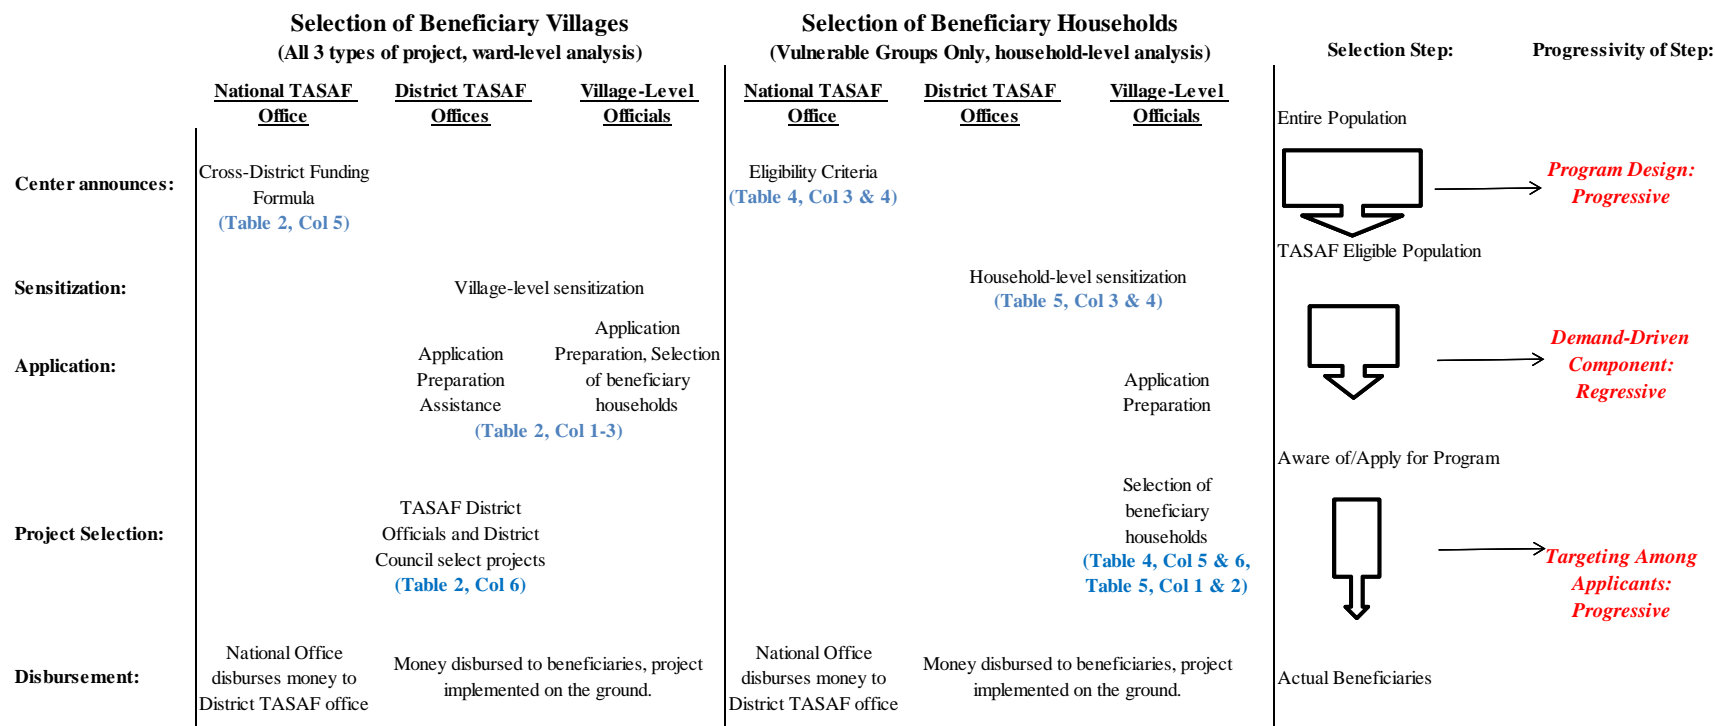 Selection of Beneficiary Villages
(All 3 types of project, ward-level analysis)
Selection of Beneficiary Households
(Vulnerable Groups Only, household-level analysis)
Selection Step:
Progressivity of Step:
National TASAF
Office
District TASAF
Offices
Village-Level
Officials
National TASAF
Office
District TASAF
Offices
Village-Level
Officials
Entire Population
Center announces:
Cross-District Funding
Formula
(Table 2, Col 5)
Eligibility Criteria
(Table 4, Col 3 & 4)
Program Design:
Progressive
TASAF Eligible Population
Sensitization:
Village-level sensitization
Household-level sensitization
(Table 5, Col 3 & 4)
Application:
Application
Preparation
Assistance
Application
Preparation, Selection
of beneficiary
households
(Table 2, Col 1-3)
Application
Preparation
Demand-Driven
Component:
Regressive
Aware of/Apply for Program
Project Selection:
TASAF District
Officials and District
Council select projects
(Table 2, Col 6)
Selection of
beneficiary
households
(Table 4, Col 5 & 6,
Table 5, Col 1 & 2)
Targeting Among
Applicants:
Progressive
Disbursement:
National Office
disburses money to
District TASAF office
Money disbursed to beneficiaries, project
implemented on the ground.
National Office
disburses money to
District TASAF office
Money disbursed to beneficiaries, project
implemented on the ground.
Actual Beneficiaries